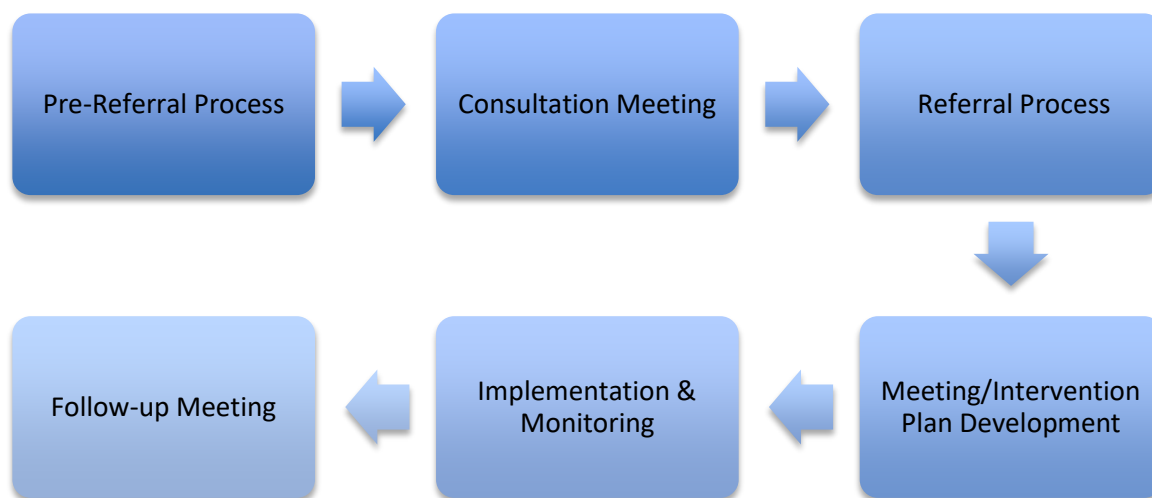 Pre-Referral Process
Consultation Meeting
Referral Process
Meeting/Intervention
Plan Development
Implementation &
Monitoring
Follow-up Meeting